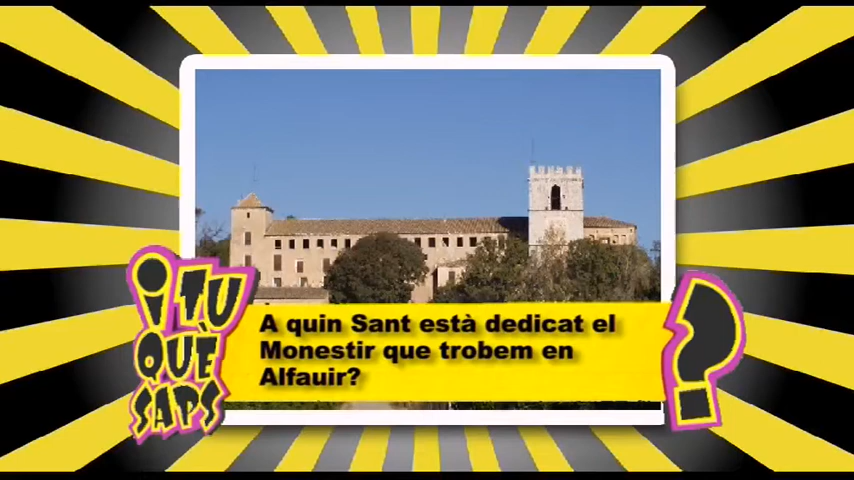 I TU
QUÈ
SAPS
A quin Sant està dedicat el
Monestir que trobem en
Alfauir?
?